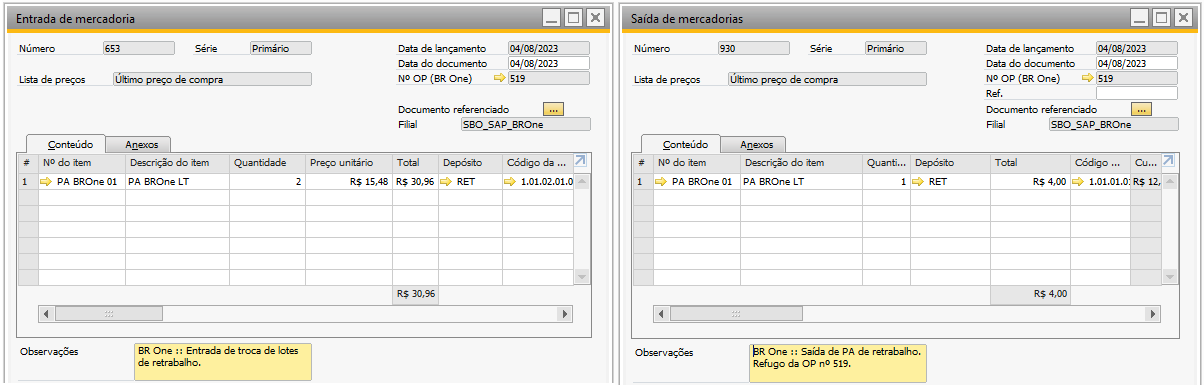 Entrada de mercadoria
Número 653 Série Primário Data de lançamento 04/08/2023
Data do documento 04/08/2023
Lista de preços Último preço de compra Nº OP (BR One) 519
Documento referenciado ...
Filial SBO_SAP_BROne
Conteúdo Anexos
# Nº do item Descrição do item Quantidade Preço unitário Total Depósito Código da ...
1 PA BROne 01 PA BROne LT 2 R$ 15,48 R$ 30,96 RET 1.01.02.01.0
R$ 30,96
Observações BR One :: Entrada de troca de lotes
de retrabalho.
Saída de mercadorias
Número 930 Série Primário Data de lançamento 04/08/2023
Data do documento 04/08/2023
Lista de preços Último preço de compra Nº OP (BR One) 519
Ref.
Documento referenciado ...
Filial SBO_SAP_BROne
Conteúdo Anexos
# Nº do item Descrição do item Quanti... Depósito Total Código ... Cu...
1 PA BROne 01 PA BROne LT 1 RET R$ 4,00 1.01.01.01 R$ 12,
R$ 4,00
Observações BR One :: Saída de PA de retrabalho.
Refugo da OP nº 519.